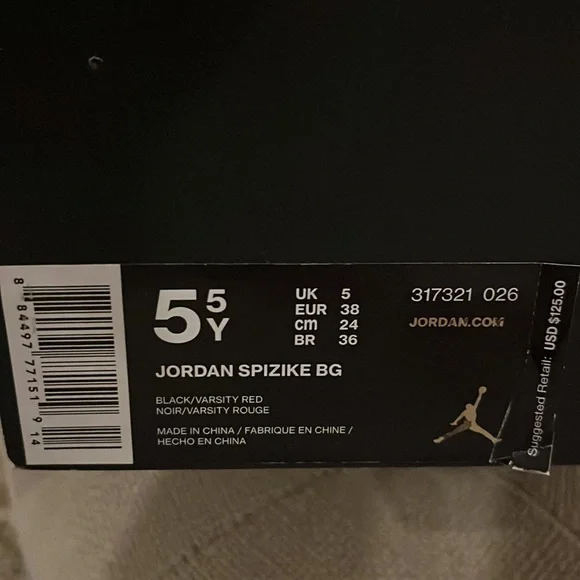 8 84497 77151 9 14
5 5
Y
UK 5
EUR 38
cm 24
BR 36
317321 026
JORDAN.COM
JORDAN SPIZIKE BG
BLACK/VARSITY RED
NOIR/VARSITY ROUGE
MADE IN CHINA / FABRIQUE EN CHINE /
HECHO EN CHINA
Suggested Retail: USD $125.00